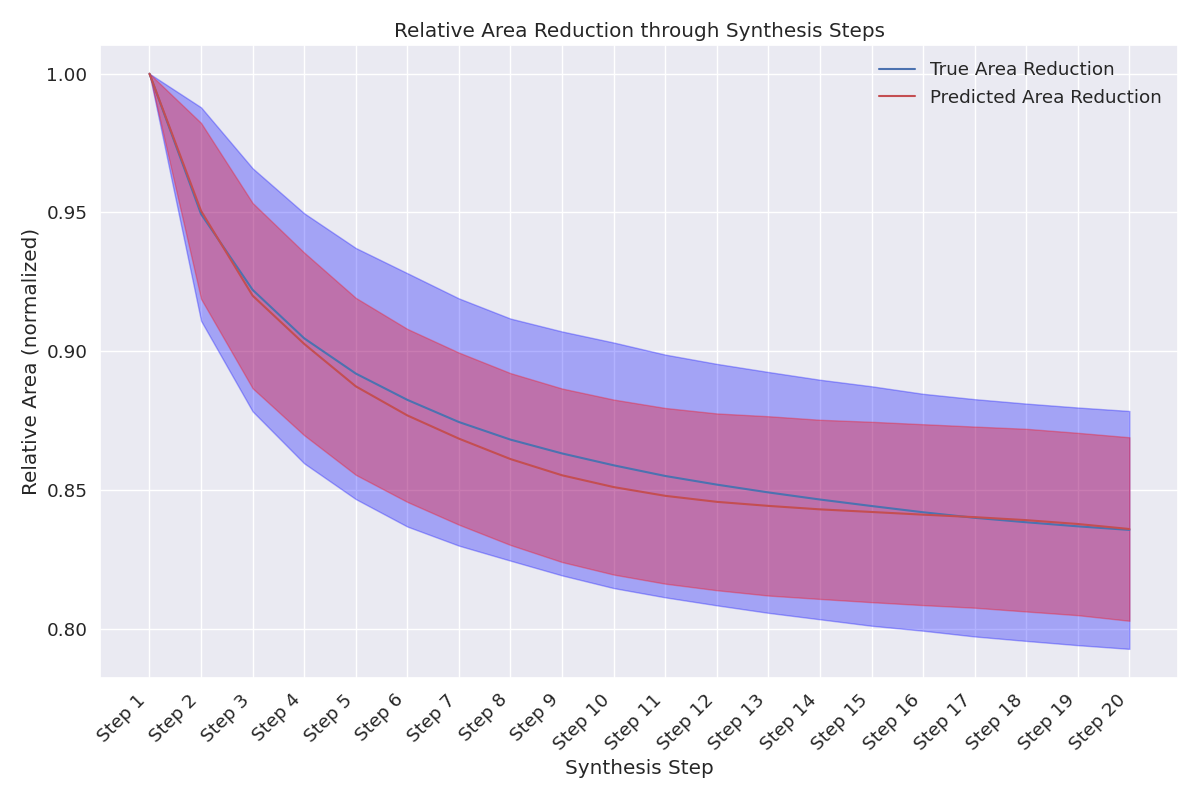 Relative Area Reduction through Synthesis Steps
True Area Reduction
Predicted Area Reduction
Relative Area (normalized)
1.00
0.95
0.90
0.85
0.80
Step 1
Step 2
Step 3
Step 4
Step 5
Step 6
Step 7
Step 8
Step 9
Step 10
Step 11
Step 12
Step 13
Step 14
Step 15
Step 16
Step 17
Step 18
Step 19
Step 20
Synthesis Step